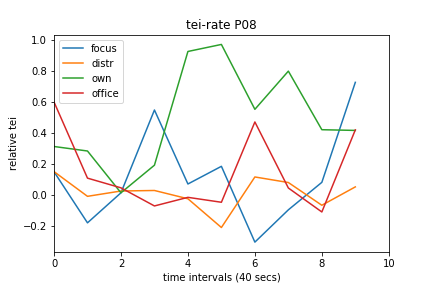 tei-rate P08
relative tei
1.0
0.8
0.6
0.4
0.2
0.0
−0.2
focus
distr
own
office
0 2 4 6 8 10
time intervals (40 secs)